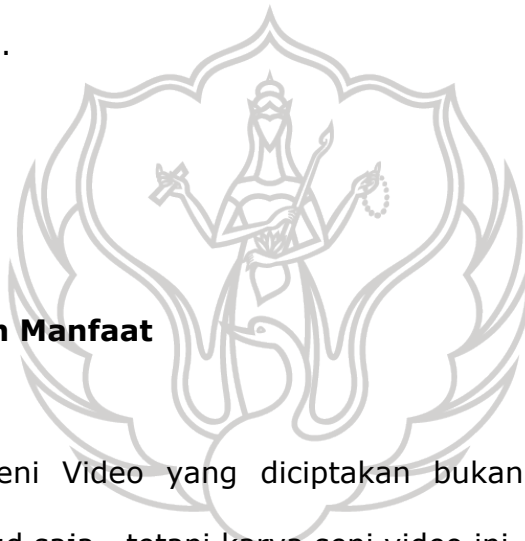 .
Manfaat
eni Video yang diciptakan bukan
saja, tetapi karya seni video ini